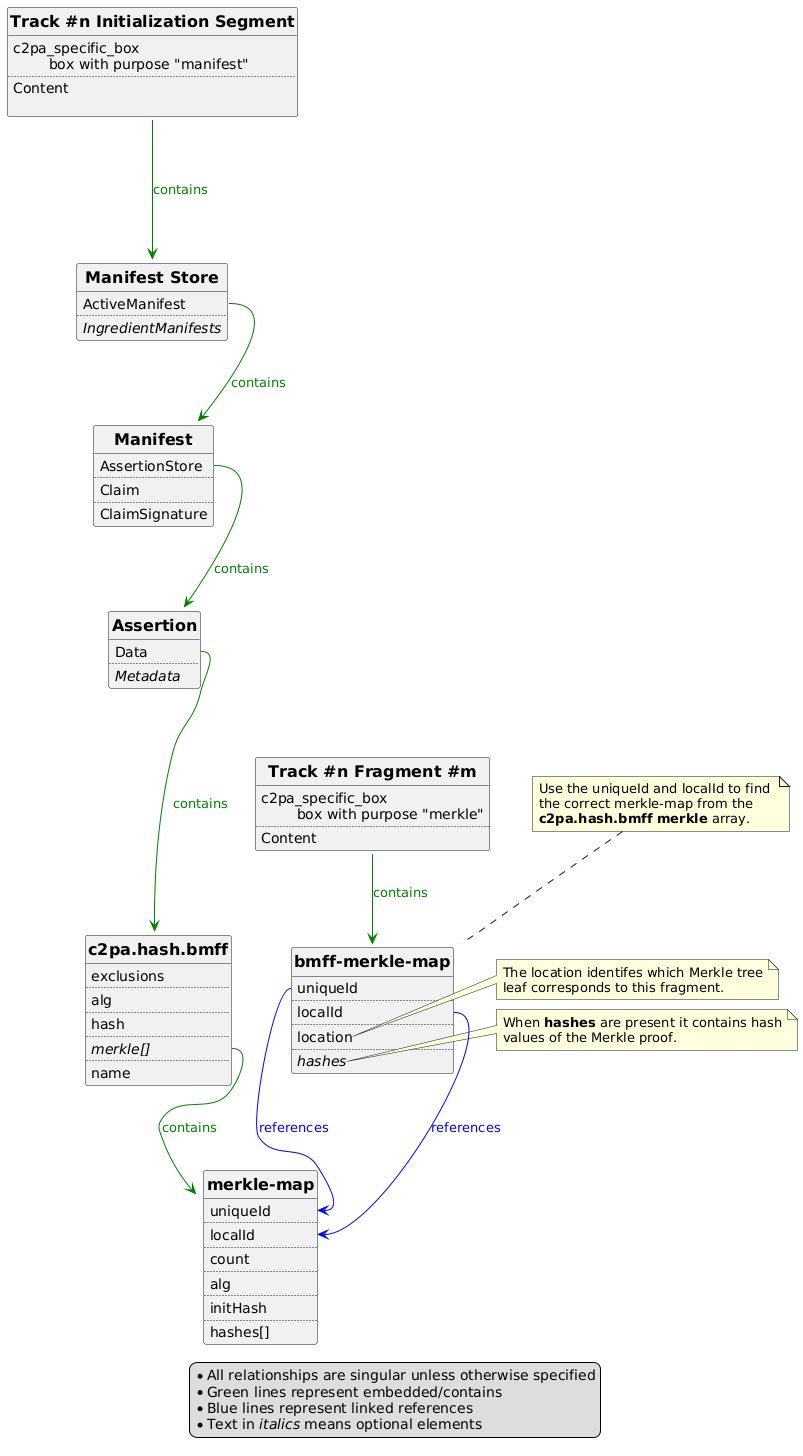 Track #n Initialization Segment
c2pa_specific_box
box with purpose "manifest"
Content
contains
Manifest Store
ActiveManifest
IngredientManifests
contains
Manifest
AssertionStore
Claim
ClaimSignature
contains
Assertion
Data
Metadata
contains
Track #n Fragment #m
c2pa_specific_box
box with purpose "merkle"
Content
contains
Use the uniqueId and localId to find
the correct merkle-map from the
c2pa.hash.bmff merkle array.
c2pa.hash.bmff
exclusions
alg
hash
merkle[]
name
contains
bmff-merkle-map
uniqueId
localId
location
hashes
The location identifes which Merkle tree
leaf corresponds to this fragment.
When hashes are present it contains hash
values of the Merkle proof.
references
references
merkle-map
uniqueId
localId
count
alg
initHash
hashes[]
• All relationships are singular unless otherwise specified
• Green lines represent embedded/contains
• Blue lines represent linked references
• Text in italics means optional elements